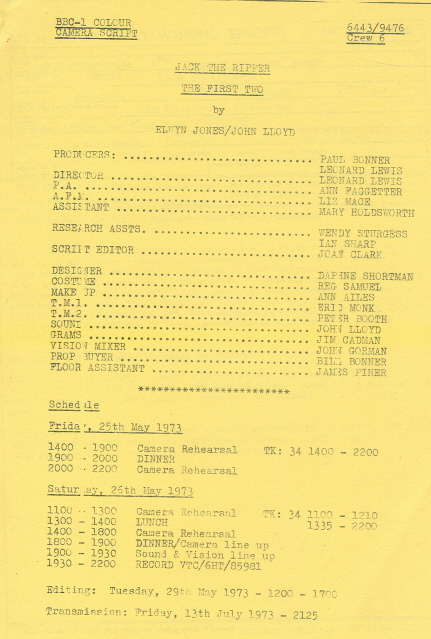 BBC-1 COLOUR 6443/9476
CAMERA SCRIPT Crew 6
JACK THE RIPPER
THE FIRST TWO
by
ELWYN JONES/JOHN LLOYD
PRODUCERS: .............................. PAUL BONNER
LEONARD LEWIS
DIRECTOR .............................. LEONARD LEWIS
P.A. .............................. ANN FAGGETTER
A.F.M. .............................. LIZ MACE
ASSISTANT .............................. MARY HOLDSWORTH
RESEARCH ASSTS. .............................. WENDY STURGESS
IAN SHARP
SCRIPT EDITOR .............................. JOAN CLARK
DESIGNER .............................. DAPHNE SHORTMAN
COSTUME .............................. REG SAMUEL
MAKE UP .............................. ANN AILES
T.M.1. .............................. ERIC MONK
T.M.2. .............................. PETER BOOTH
SOUND .............................. JOHN LLOYD
GRAMS .............................. JIM CADMAN
VISION MIXER .............................. JOHN GORMAN
PROP BUYER .............................. BILL BONNER
FLOOR ASSISTANT .............................. JAMES PINER
***********************
Schedule
Friday, 25th May 1973
1400 - 1900 Camera Rehearsal TK: 34 1400 - 2200
1900 - 2000 DINNER
2000 - 2200 Camera Rehearsal
Saturday, 26th May 1973
1100 - 1300 Camera Rehearsal TK: 34 1100 - 1210
1300 - 1400 LUNCH 1335 - 2200
1400 - 1800 Camera Rehearsal
1800 - 1900 DINNER/Camera line up
1900 - 1930 Sound & Vision line up
1930 - 2200 RECORD VTC/6HT/85981
Editing: Tuesday, 29th May 1973 - 1200 - 1700
Transmission: Friday, 13th July 1973 - 2125